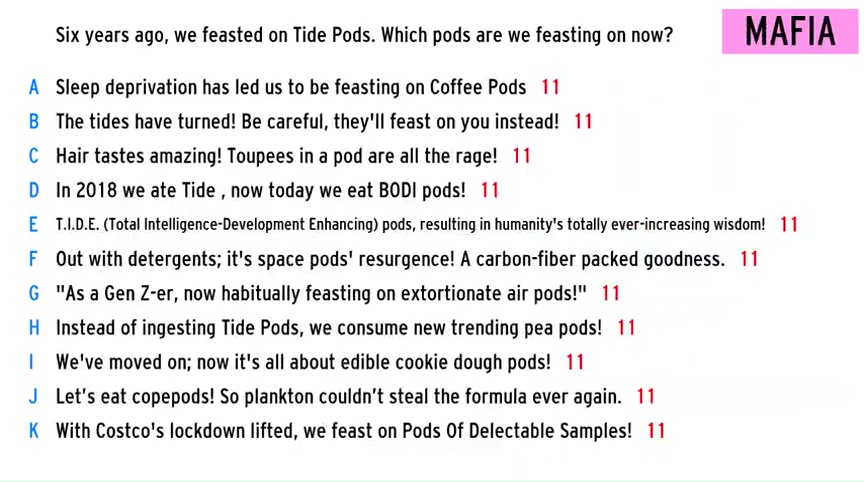 Six years ago, we feasted on Tide Pods. Which pods are we feasting on now?
MAFIA
A Sleep deprivation has led us to be feasting on Coffee Pods 11
B The tides have turned! Be careful, they'll feast on you instead! 11
C Hair tastes amazing! Toupees in a pod are all the rage! 11
D In 2018 we ate Tide , now today we eat BODI pods! 11
E T.I.D.E. (Total Intelligence-Development Enhancing) pods, resulting in humanity's totally ever-increasing wisdom! 11
F Out with detergents; it's space pods' resurgence! A carbon-fiber packed goodness. 11
G "As a Gen Z-er, now habitually feasting on extortionate air pods!" 11
H Instead of ingesting Tide Pods, we consume new trending pea pods! 11
I We've moved on; now it's all about edible cookie dough pods! 11
J Let’s eat copepods! So plankton couldn’t steal the formula ever again. 11
K With Costco's lockdown lifted, we feast on Pods Of Delectable Samples! 11